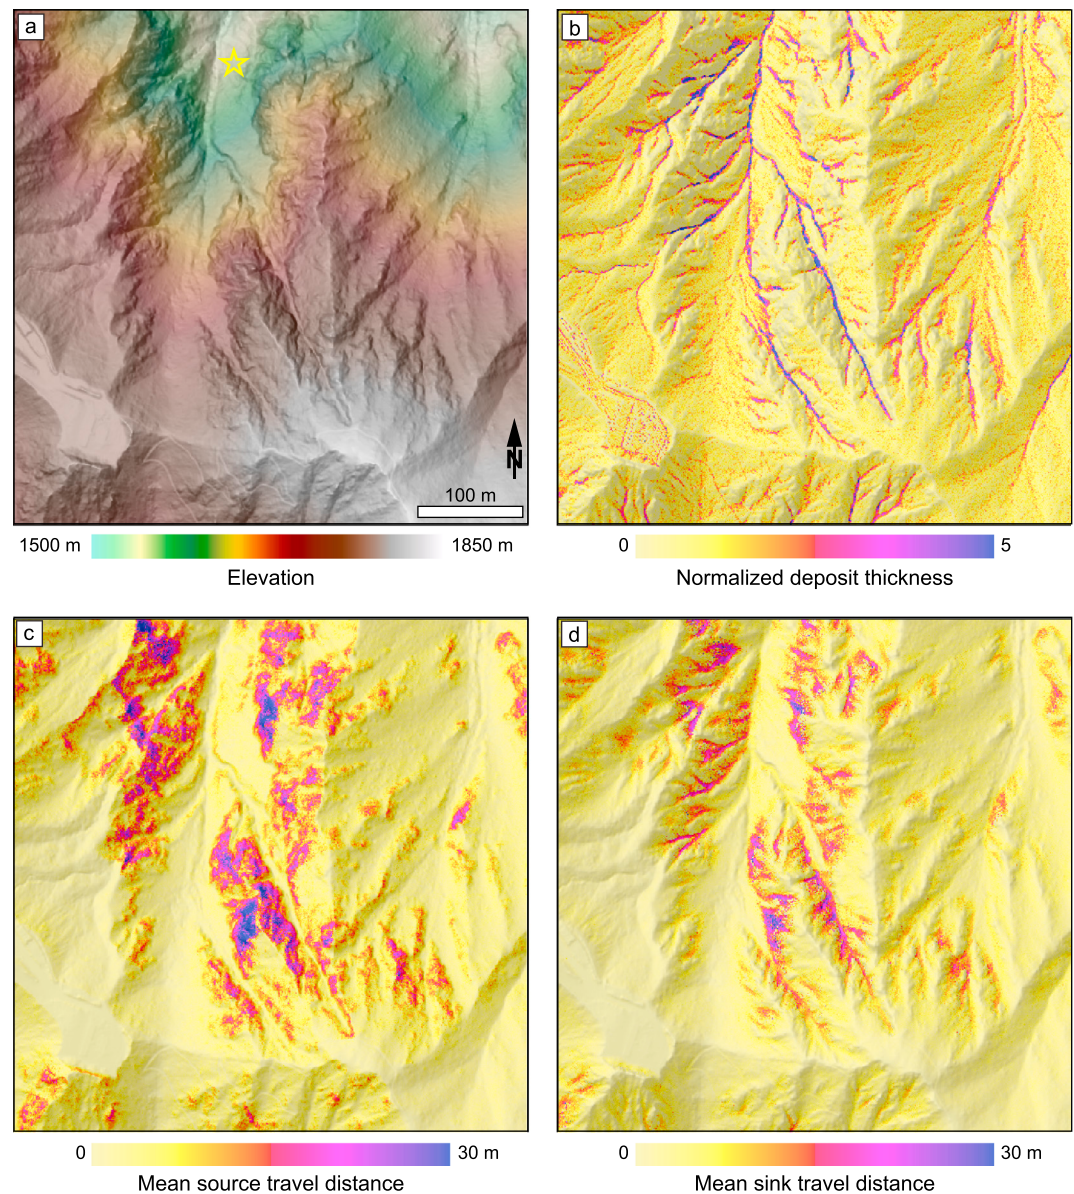 a
N
100 m
1500 m
1850 m
Elevation
b
0
5
Normalized deposit thickness
c
0
30 m
Mean source travel distance
d
0
30 m
Mean sink travel distance